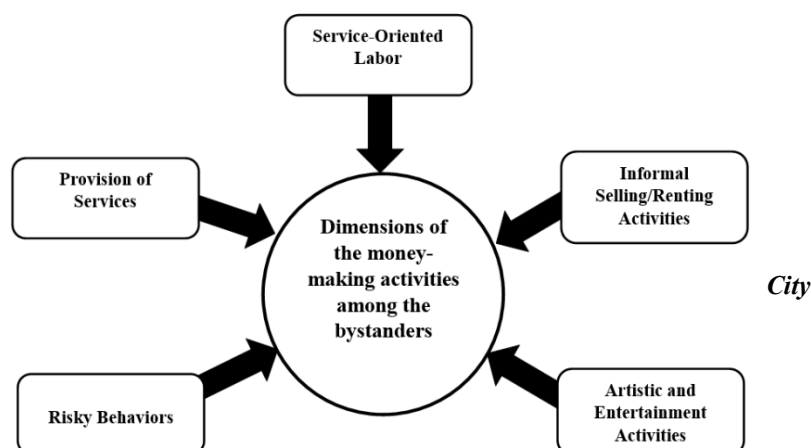 Service-Oriented
Labor
Provision of
Services
Informal
Selling/Renting
Activities
Dimensions of
the money-
making activities
among the
bystanders
City
Risky Behaviors
Artistic and
Entertainment
Activities